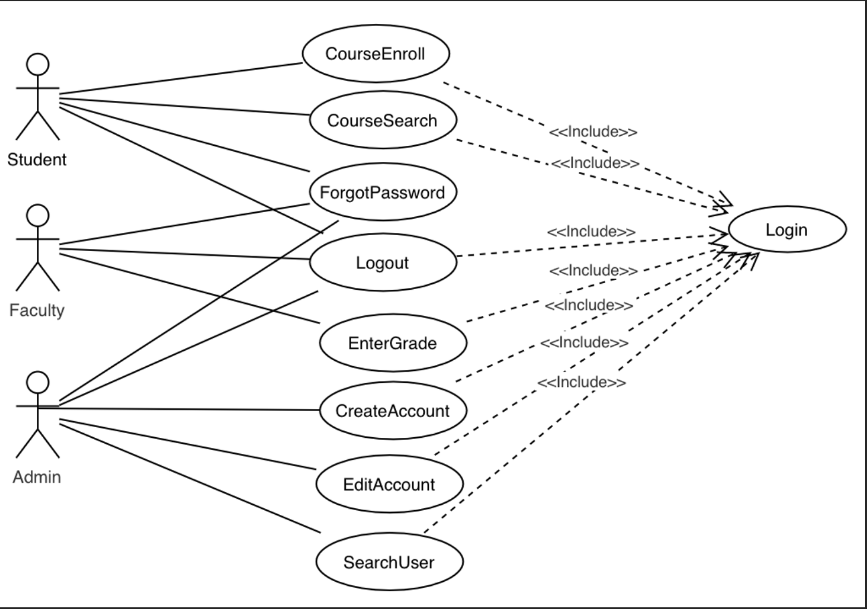 CourseEnroll
CourseSearch
<<Include>>
<<Include>>
Student
ForgotPassword
Login
<<Include>>
Logout
<<Include>>
Faculty
<<Include>>
EnterGrade
<<Include>>
<<Include>>
CreateAccount
Admin
EditAccount
SearchUser